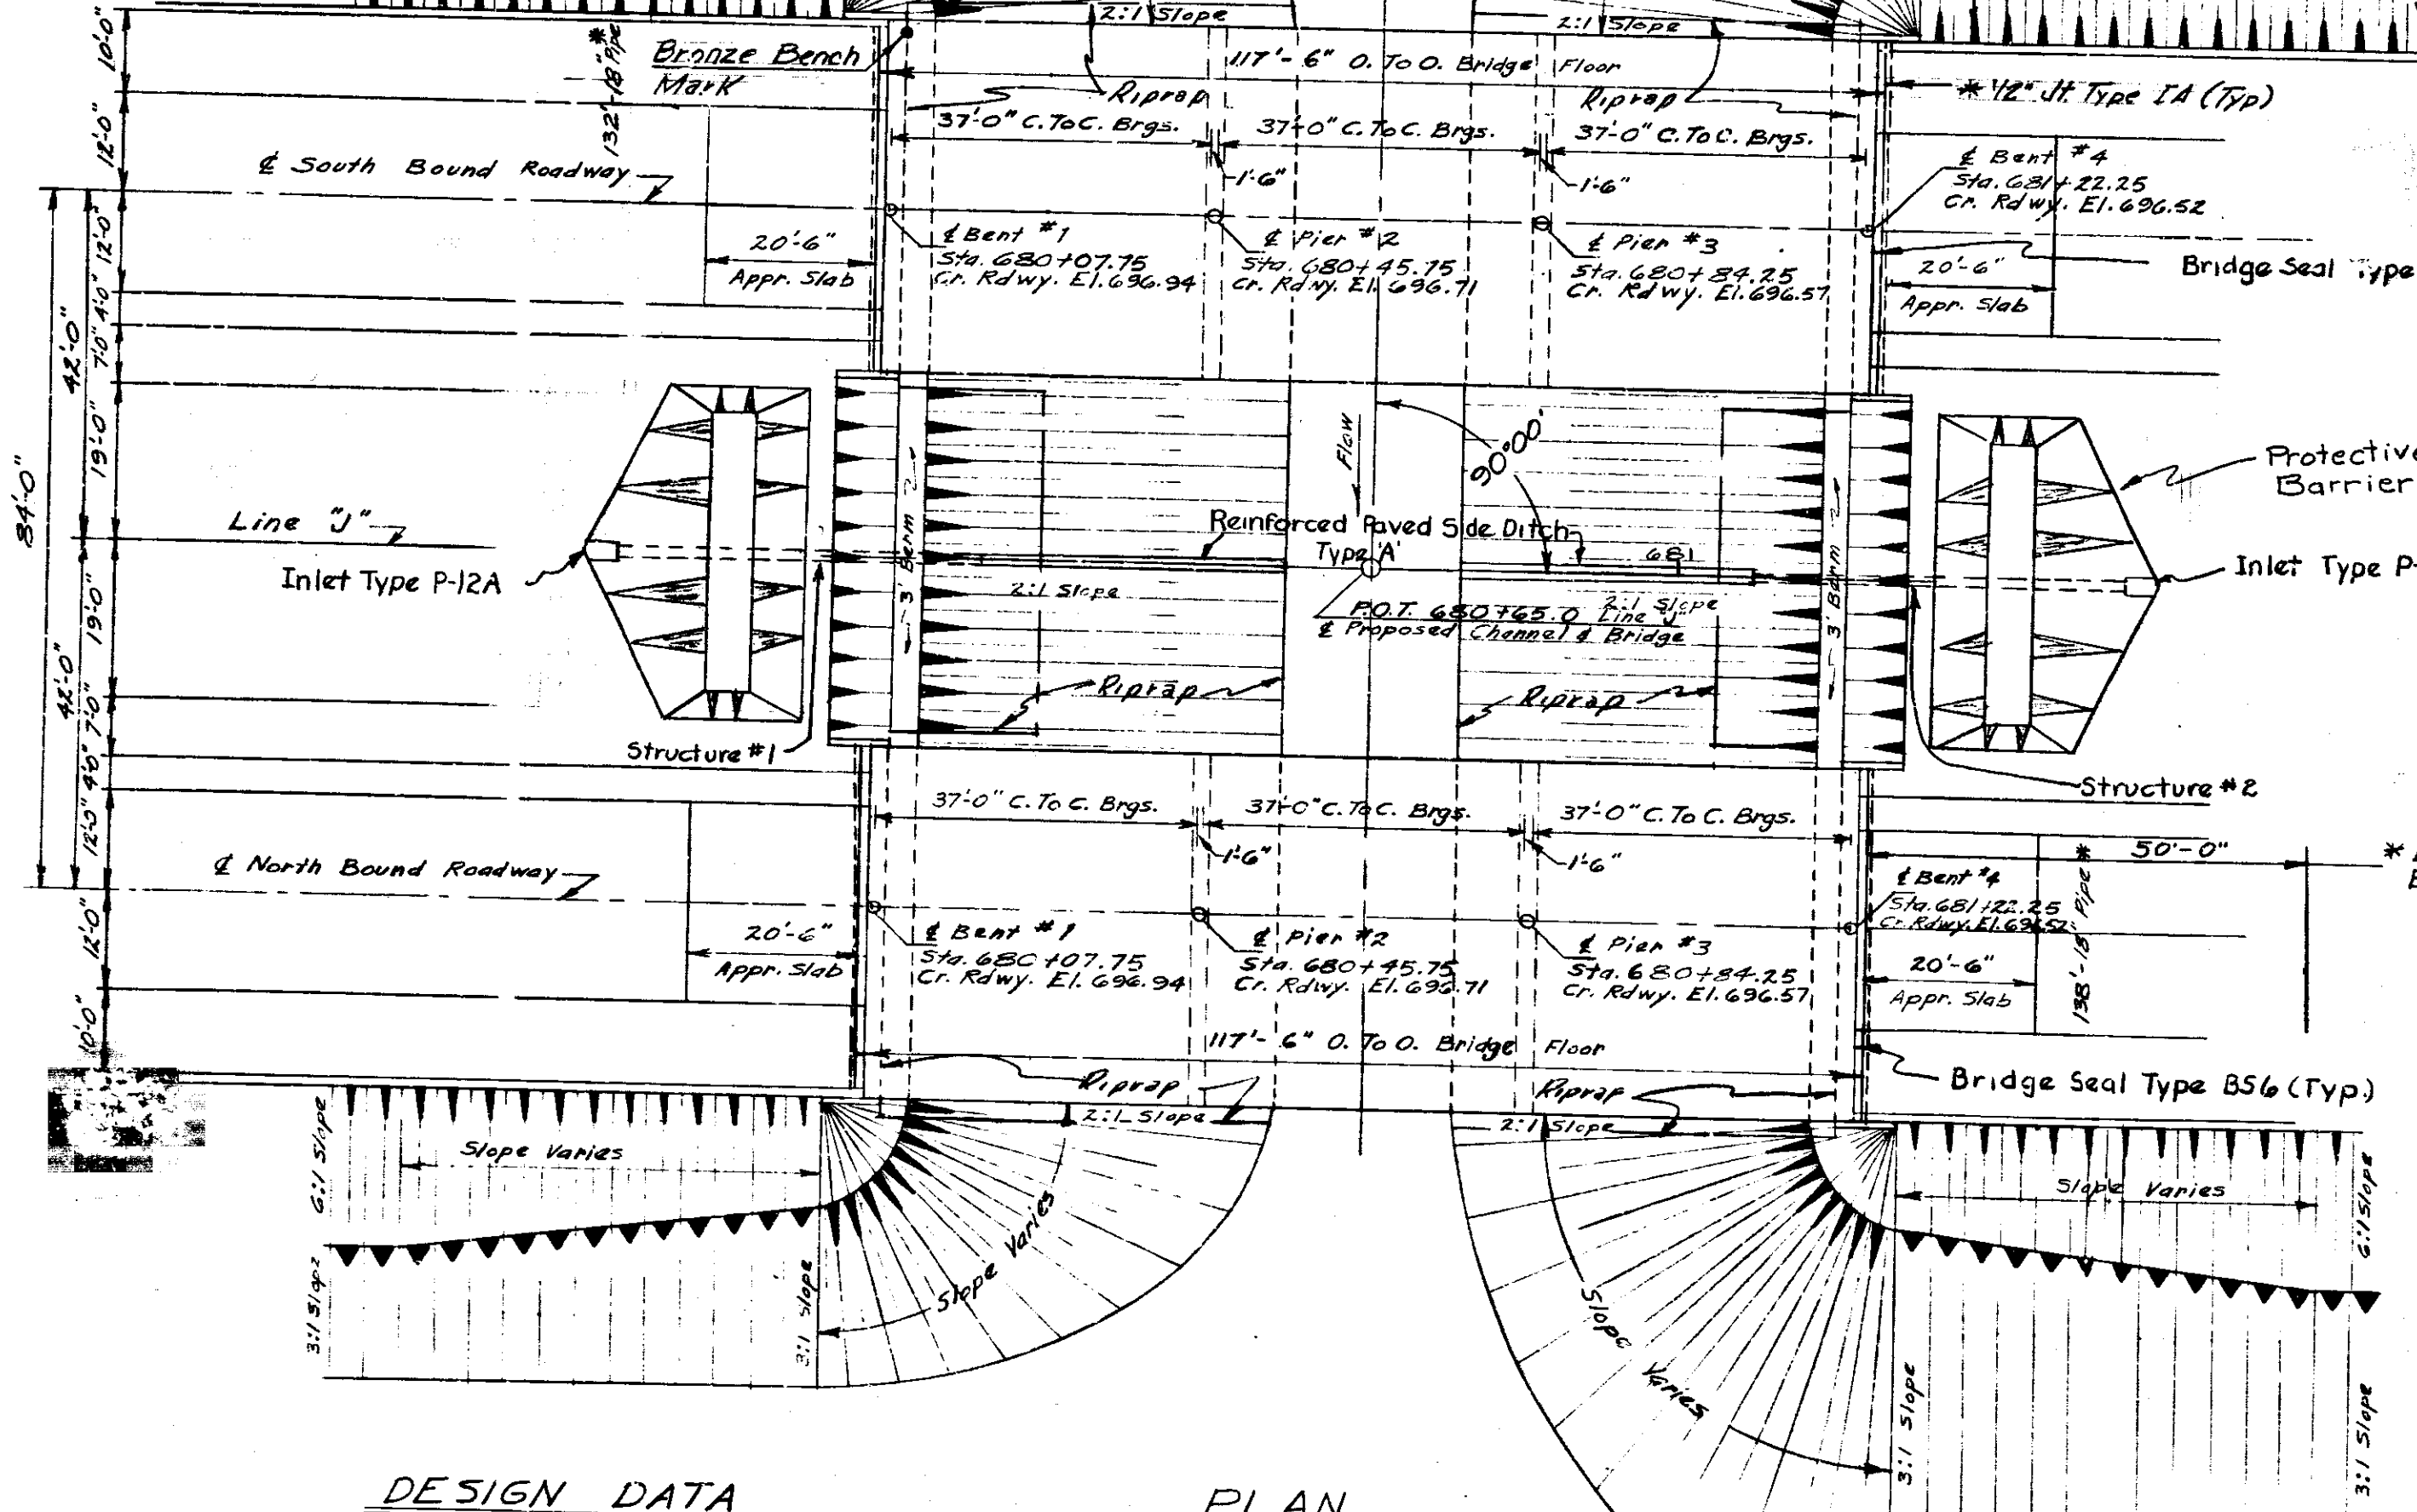 2:1 Slope
2:1 Slope
10'-0"
12'-0"
12'-0"
4'-0"
7'-0"
19'-0"
42'-0"
84'-0"
19'-0"
42'-0"
7'-0"
4'-0"
12'-0"
12'-0"
10'-0"
132'-18" Pipe *
Bronze Bench
Mark
117'-6" O. To O. Bridge Floor
Riprap
Riprap
* 1/2" Jt. Type IA (Typ)
37'-0" C. To C. Brgs.
37'-0" C. To C. Brgs.
37'-0" C. To C. Brgs.
1'-6"
1'-6"
℄ South Bound Roadway
℄ Bent #4
Sta. 681+22.25
Cr. Rdwy. El. 696.52
20'-6"
Appr. Slab
℄ Bent #1
Sta. 680+07.75
Cr. Rdwy. El. 696.94
℄ Pier #2
Sta. 680+45.75
Cr. Rdwy. El. 696.71
℄ Pier #3
Sta. 680+84.25
Cr. Rdwy. El. 696.57
20'-6"
Appr. Slab
Bridge Seal Type
Flow
90°00'
Protective
Barrier
Line "J"
Inlet Type P-12A
3' Berm
Reinforced Paved Side Ditch
Type 'A'
681
2:1 Slope
2:1 Slope
P.O.T. 680+65.0 Line "J"
℄ Proposed Channel & Bridge
3' Berm
Inlet Type P-
Riprap
Riprap
Structure #1
Structure #2
37'-0" C. To C. Brgs.
37'-0" C. To C. Brgs.
37'-0" C. To C. Brgs.
1'-6"
1'-6"
50'-0"
*
℄ North Bound Roadway
℄ Bent #4
Sta. 681+22.25
Cr. Rdwy. El. 696.52
138'-18" Pipe *
20'-6"
Appr. Slab
℄ Bent #1
Sta. 680+07.75
Cr. Rdwy. El. 696.94
℄ Pier #2
Sta. 680+45.75
Cr. Rdwy. El. 696.71
℄ Pier #3
Sta. 680+84.25
Cr. Rdwy. El. 696.57
20'-6"
Appr. Slab
117'-6" O. To O. Bridge Floor
Riprap
Riprap
Bridge Seal Type BS6 (Typ.)
2:1 Slope
2:1 Slope
6:1 Slope
Slope Varies
Slope Varies
6:1 Slope
3:1 Slope
3:1 Slope
Slope Varies
Slope Varies
3:1 Slope
3:1 Slope
DESIGN DATA
PLAN